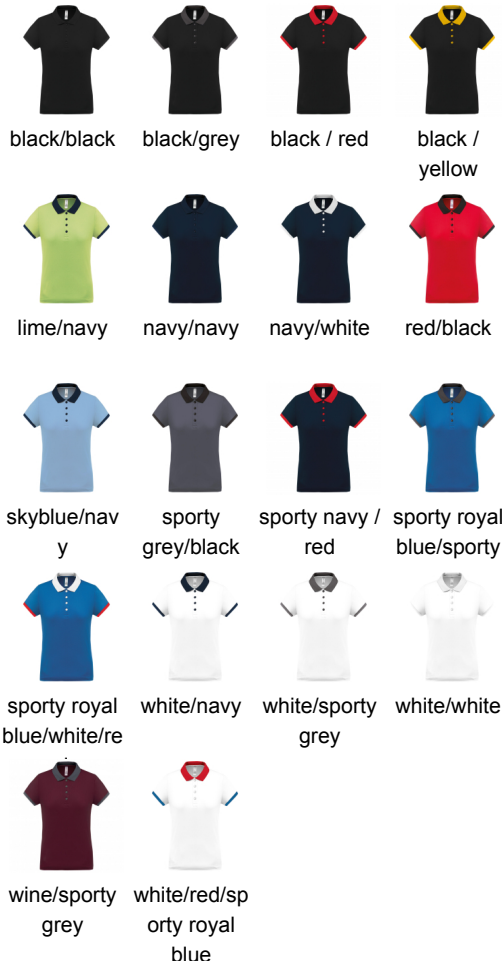 black/black
black/grey
black / red
black /
yellow
lime/navy
navy/navy
navy/white
red/black
skyblue/nav
y
sporty
grey/black
sporty navy /
red
sporty royal
blue/sporty
sporty royal
blue/white/re
white/navy
white/sporty
grey
white/white
wine/sporty
grey
white/red/sp
orty royal
blue